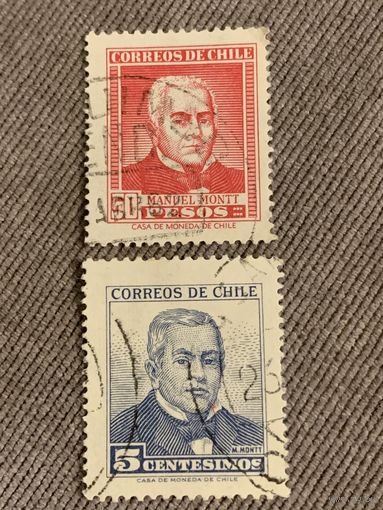 CORREOS DE CHILE
MANUEL MONTT
PESOS
CASA DE MONEDA DE CHILE
CORREOS DE CHILE
M. MONTT
5 CENTESIMOS
CASA DE MONEDA DE CHILE
26